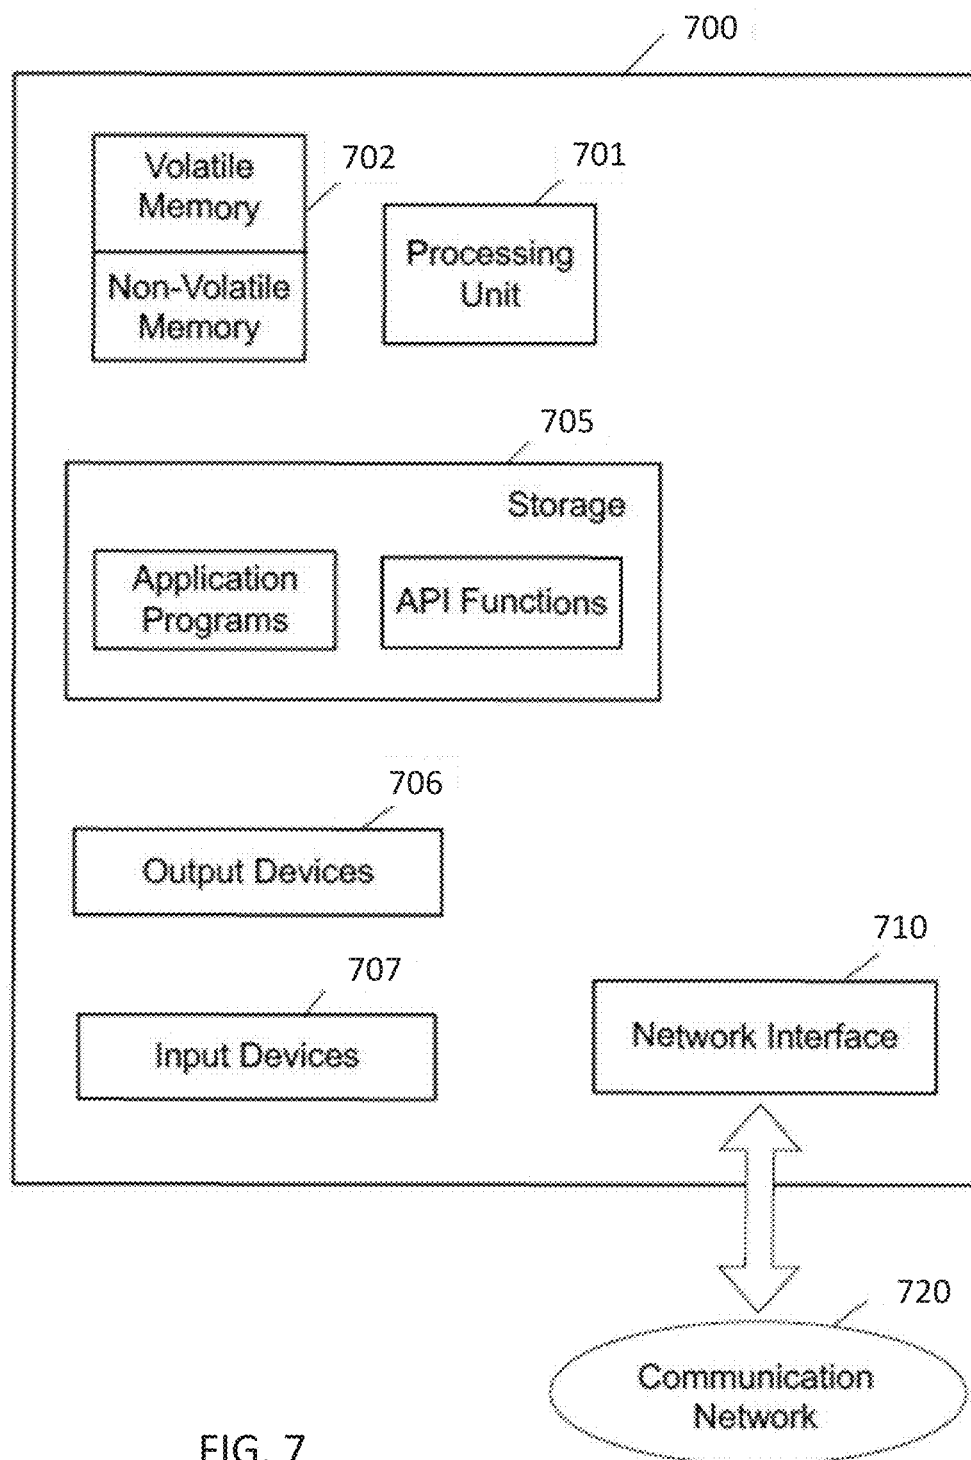 700
Volatile
Memory
702
701
Processing
Unit
Non-Volatile
Memory
705
Storage
Application
Programs
API Functions
706
Output Devices
710
707
Input Devices
Network Interface
720
Communication
Network
FIG. 7